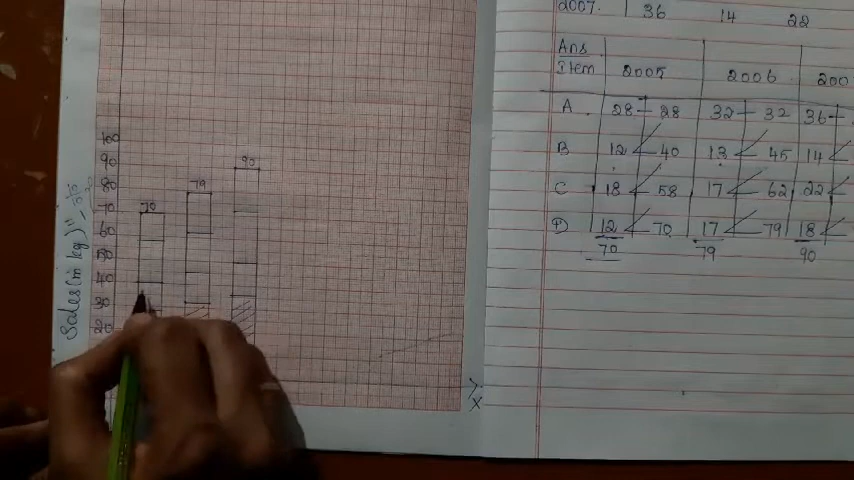 100
90
80
70
60
50
40
30
20
Sales (in kg)"
70
79
90
X
2007. 36 14 22
Ans
Item 2005 2006 200
A 28 28 32 32 36
B 12 40 13 45 14
C 18 58 17 62 22
D 12 70 17 79 18
70 79 90